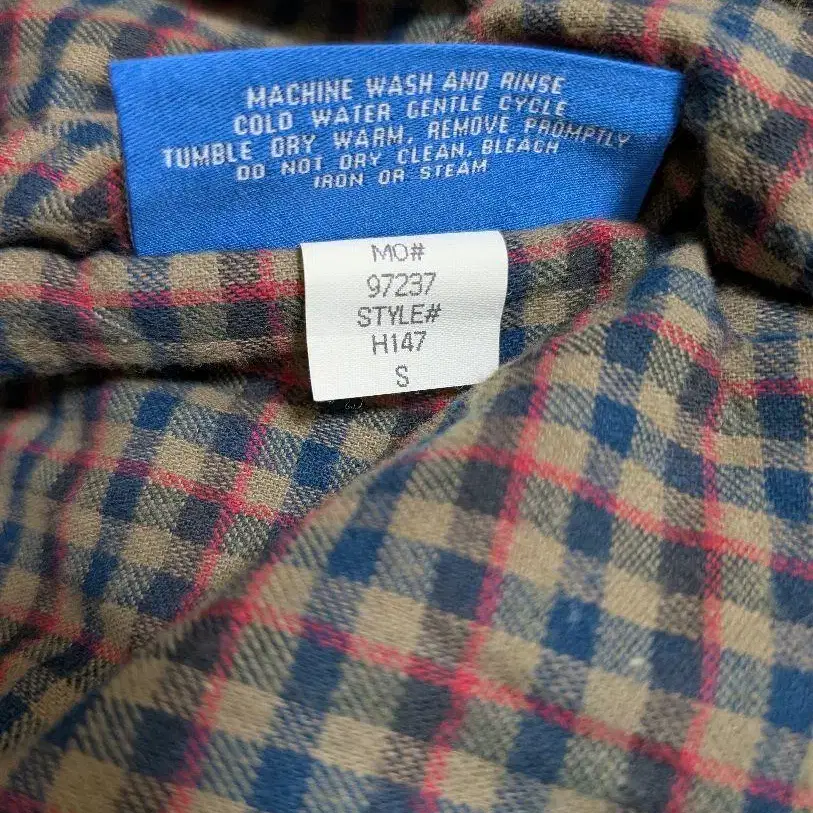 MACHINE WASH AND RINSE
COLD WATER GENTLE CYCLE
TUMBLE DRY WARM, REMOVE PROMPTLY
DO NOT DRY CLEAN, BLEACH
IRON OR STEAM
MO#
97237
STYLE#
H147
S